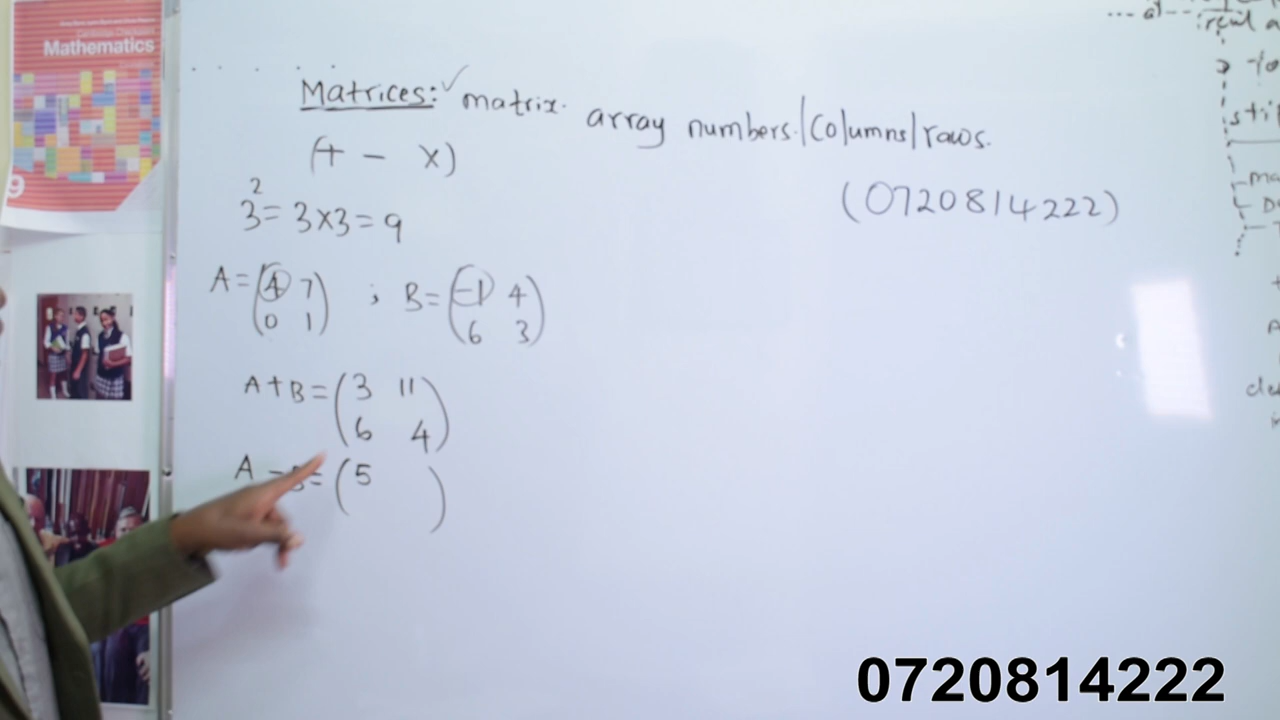 Mathematics
9
Matrices: ✓ matrix. array numbers./Columns/rows.
(+ - x)
(0720814222)
3² = 3x3 = 9
A = (4 7) ; B = (-1 4)
(0 1) (6 3)
A + B = (3 11)
(6 4)
A - B = (5 )
0720814222